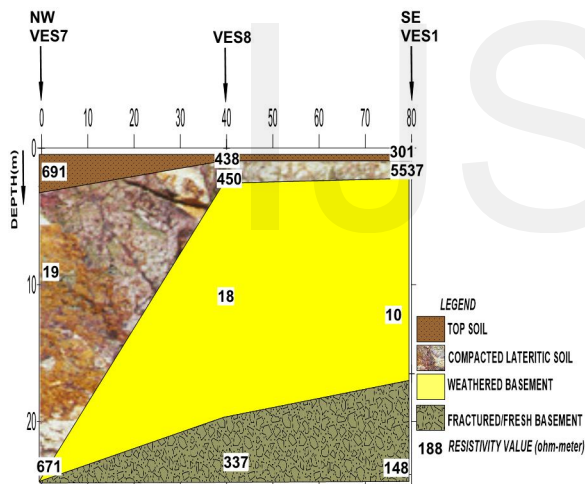 NW
VES7
VES8
SE
VES1
0 10 20 30 40 50 60 70 80
DEPTH(m)
0
10
20
691
438
301
450
5537
19
18
10
671
337
148
LEGEND
TOP SOIL
COMPACTED LATERITIC SOIL
WEATHERED BASEMENT
FRACTURED/FRESH BASEMENT
188 RESISTIVITY VALUE (ohm-meter)
IJS